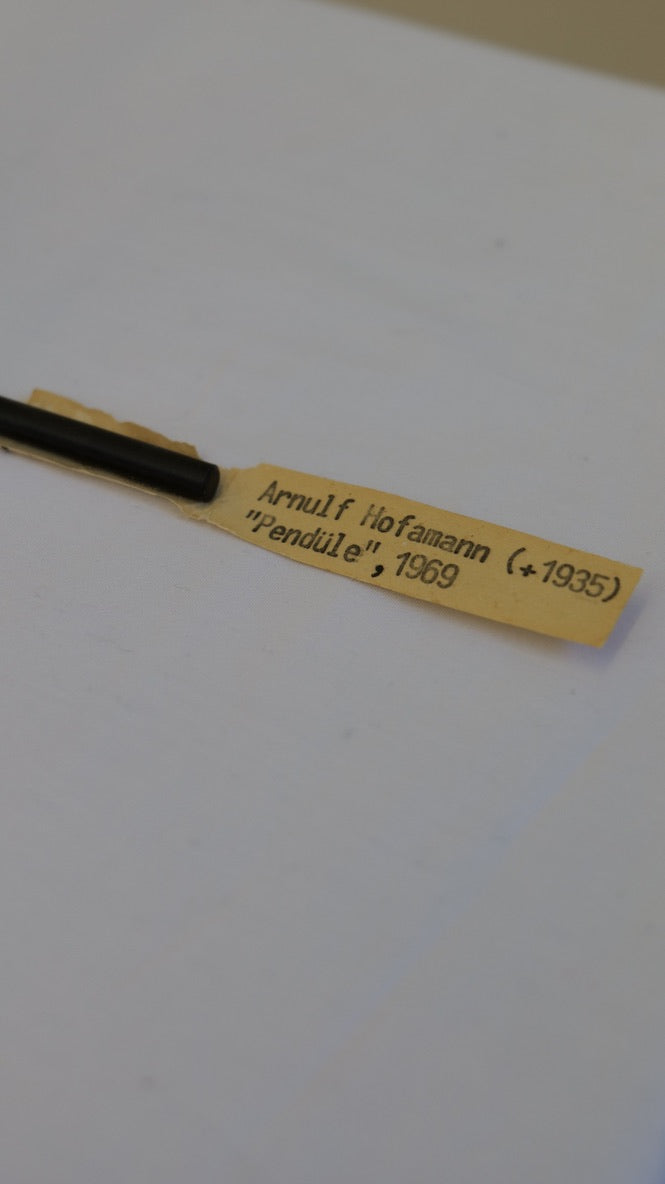 Arnulf Hofamann (+1935)
"Pendüle", 1969